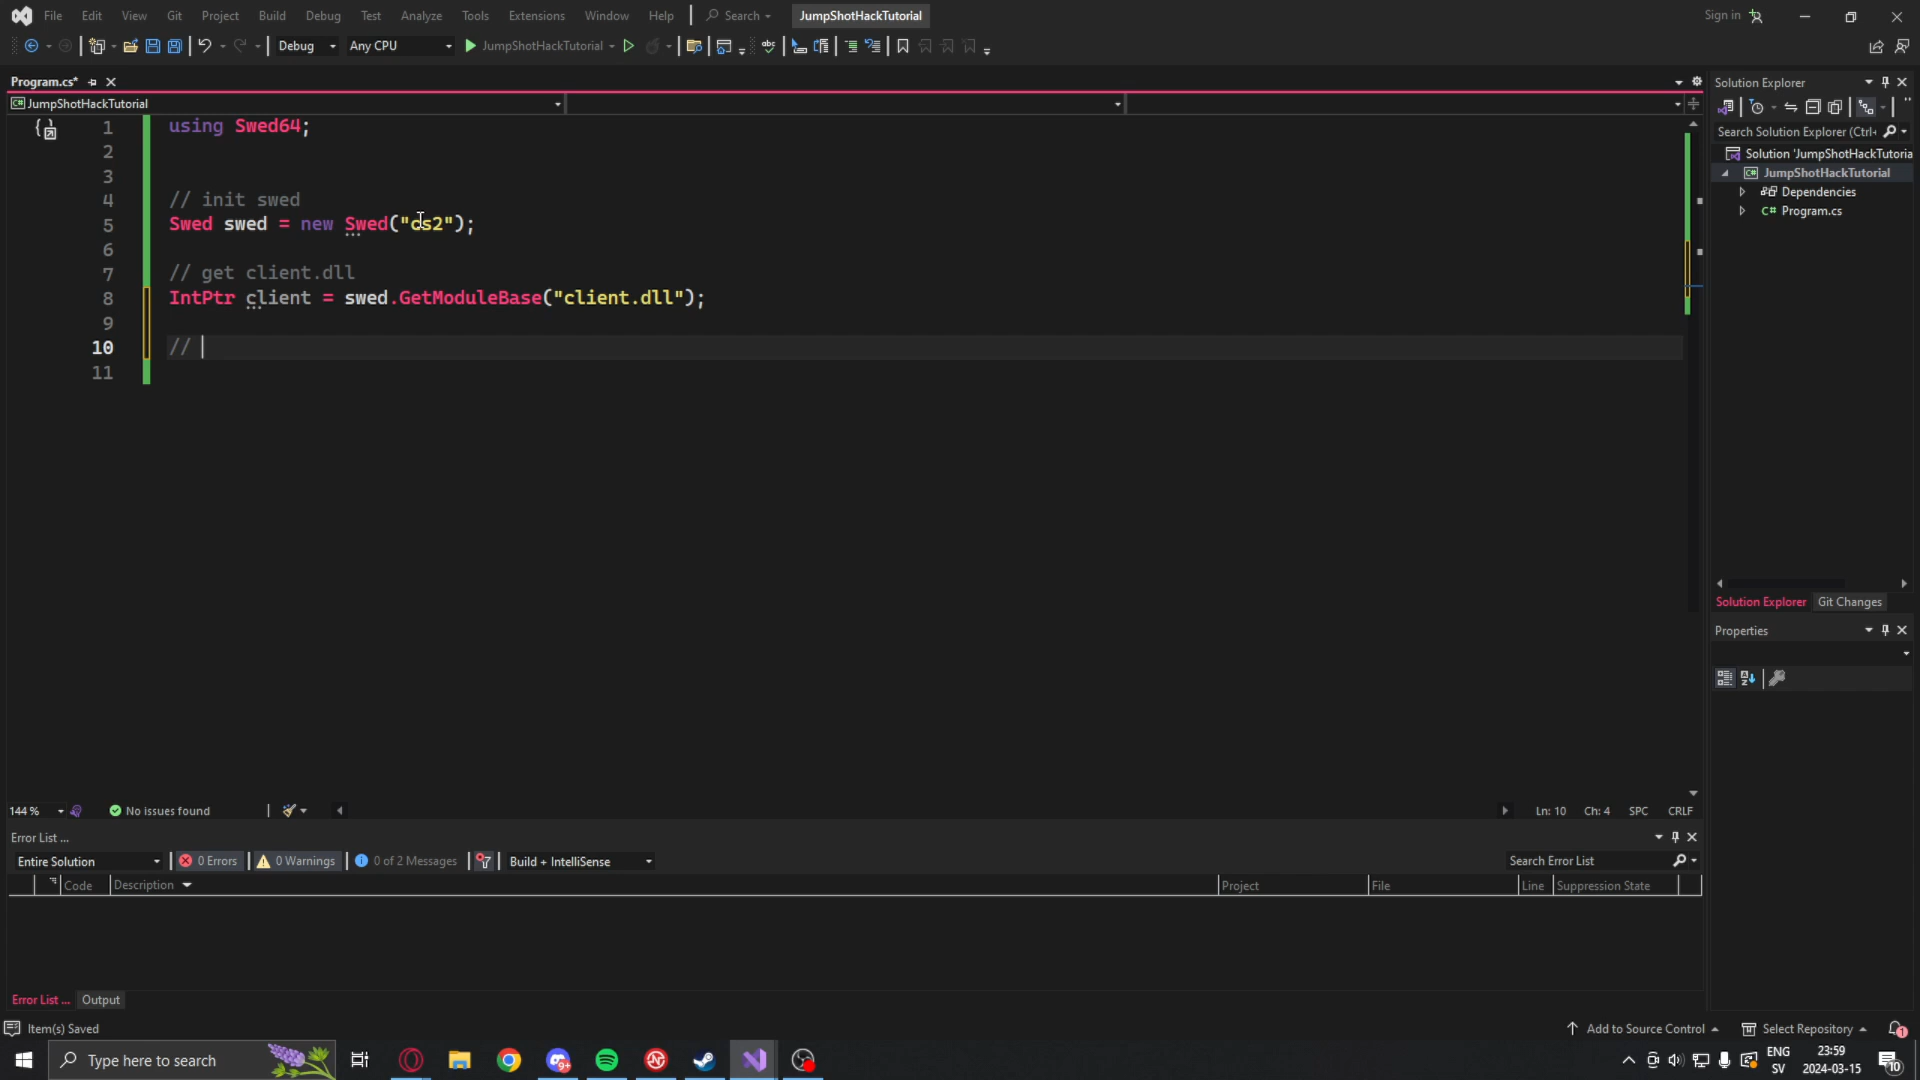 File Edit View Git Project Build Debug Test Analyze Tools Extensions Window Help Search JumpShotHackTutorial Sign in
Debug Any CPU JumpShotHackTutorial
Program.cs*
Solution Explorer
C# JumpShotHackTutorial
Search Solution Explorer (Ctrl+
Solution 'JumpShotHackTutoria
C# JumpShotHackTutorial
Dependencies
C# Program.cs
1 using Swed64;
2
3
4 // init swed
5 Swed swed = new Swed("cs2");
6
7 // get client.dll
8 IntPtr client = swed.GetModuleBase("client.dll");
9
10 //
11
Solution Explorer Git Changes
Properties
144 % No issues found Ln: 10 Ch: 4 SPC CRLF
Error List ...
Entire Solution 0 Errors 0 Warnings 0 of 2 Messages Build + IntelliSense Search Error List
Code Description Project File Line Suppression State
Error List ... Output
Item(s) Saved Add to Source Control Select Repository 1
Type here to search 9+ ENG SV 23:59 2024-03-15 10